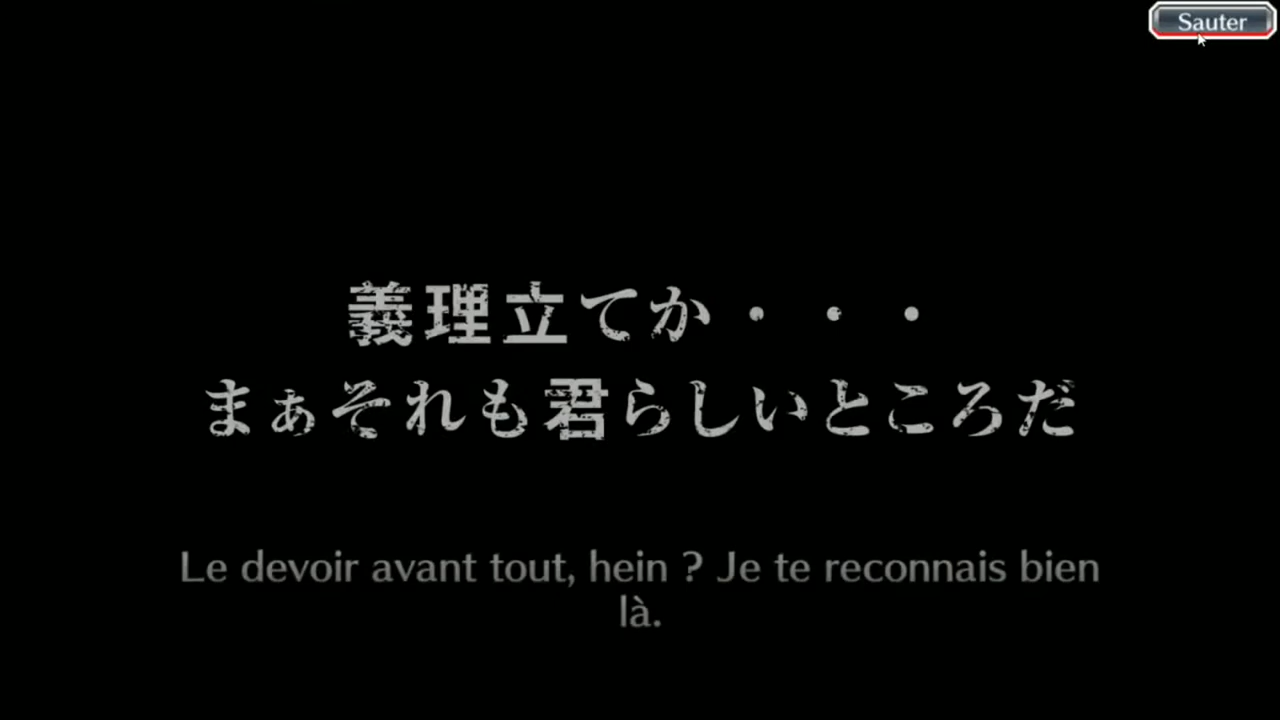 Sauter
義理立てか・・・
まぁそれも君らしいところだ
Le devoir avant tout, hein ? Je te reconnais bien
là.